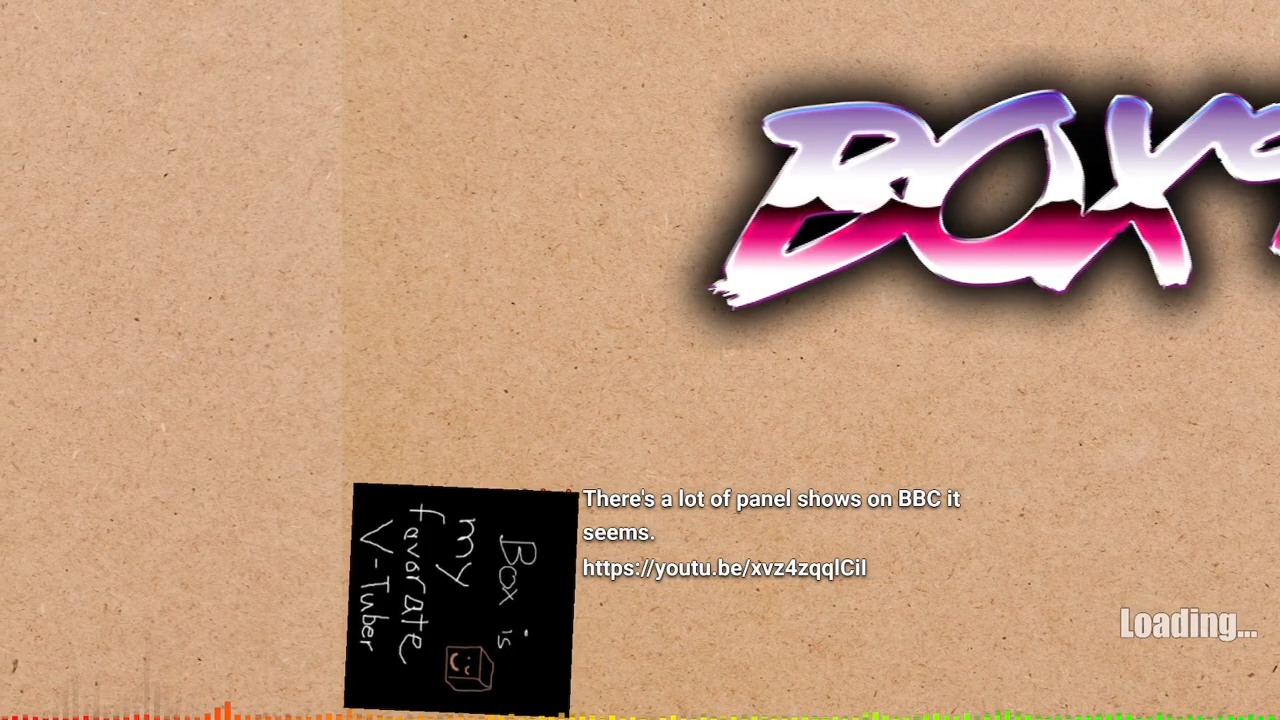 BOX
There's a lot of panel shows on BBC it
seems.
https://youtu.be/xvz4zqqlCiI
Box is
my
favorate
V-Tuber
Loading...